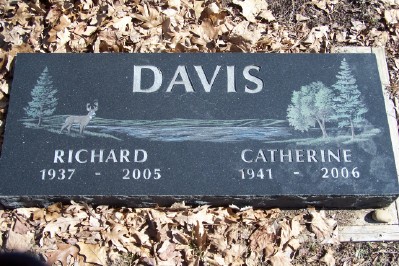 DAVIS
RICHARD CATHERINE
1937 - 2005 1941 - 2006